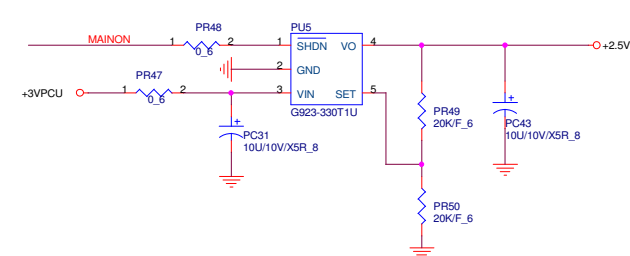 PR48 PU5
MAINON 1 2 1 SHDN VO 4 +2.5V
0_6
2 GND
PR47
+3VPCU 1 2 3 VIN SET 5
0_6 G923-330T1U
PR49
20K/F_6
PC43
10U/10V/X5R_8
+
+
PC31
10U/10V/X5R_8
PR50
20K/F_6